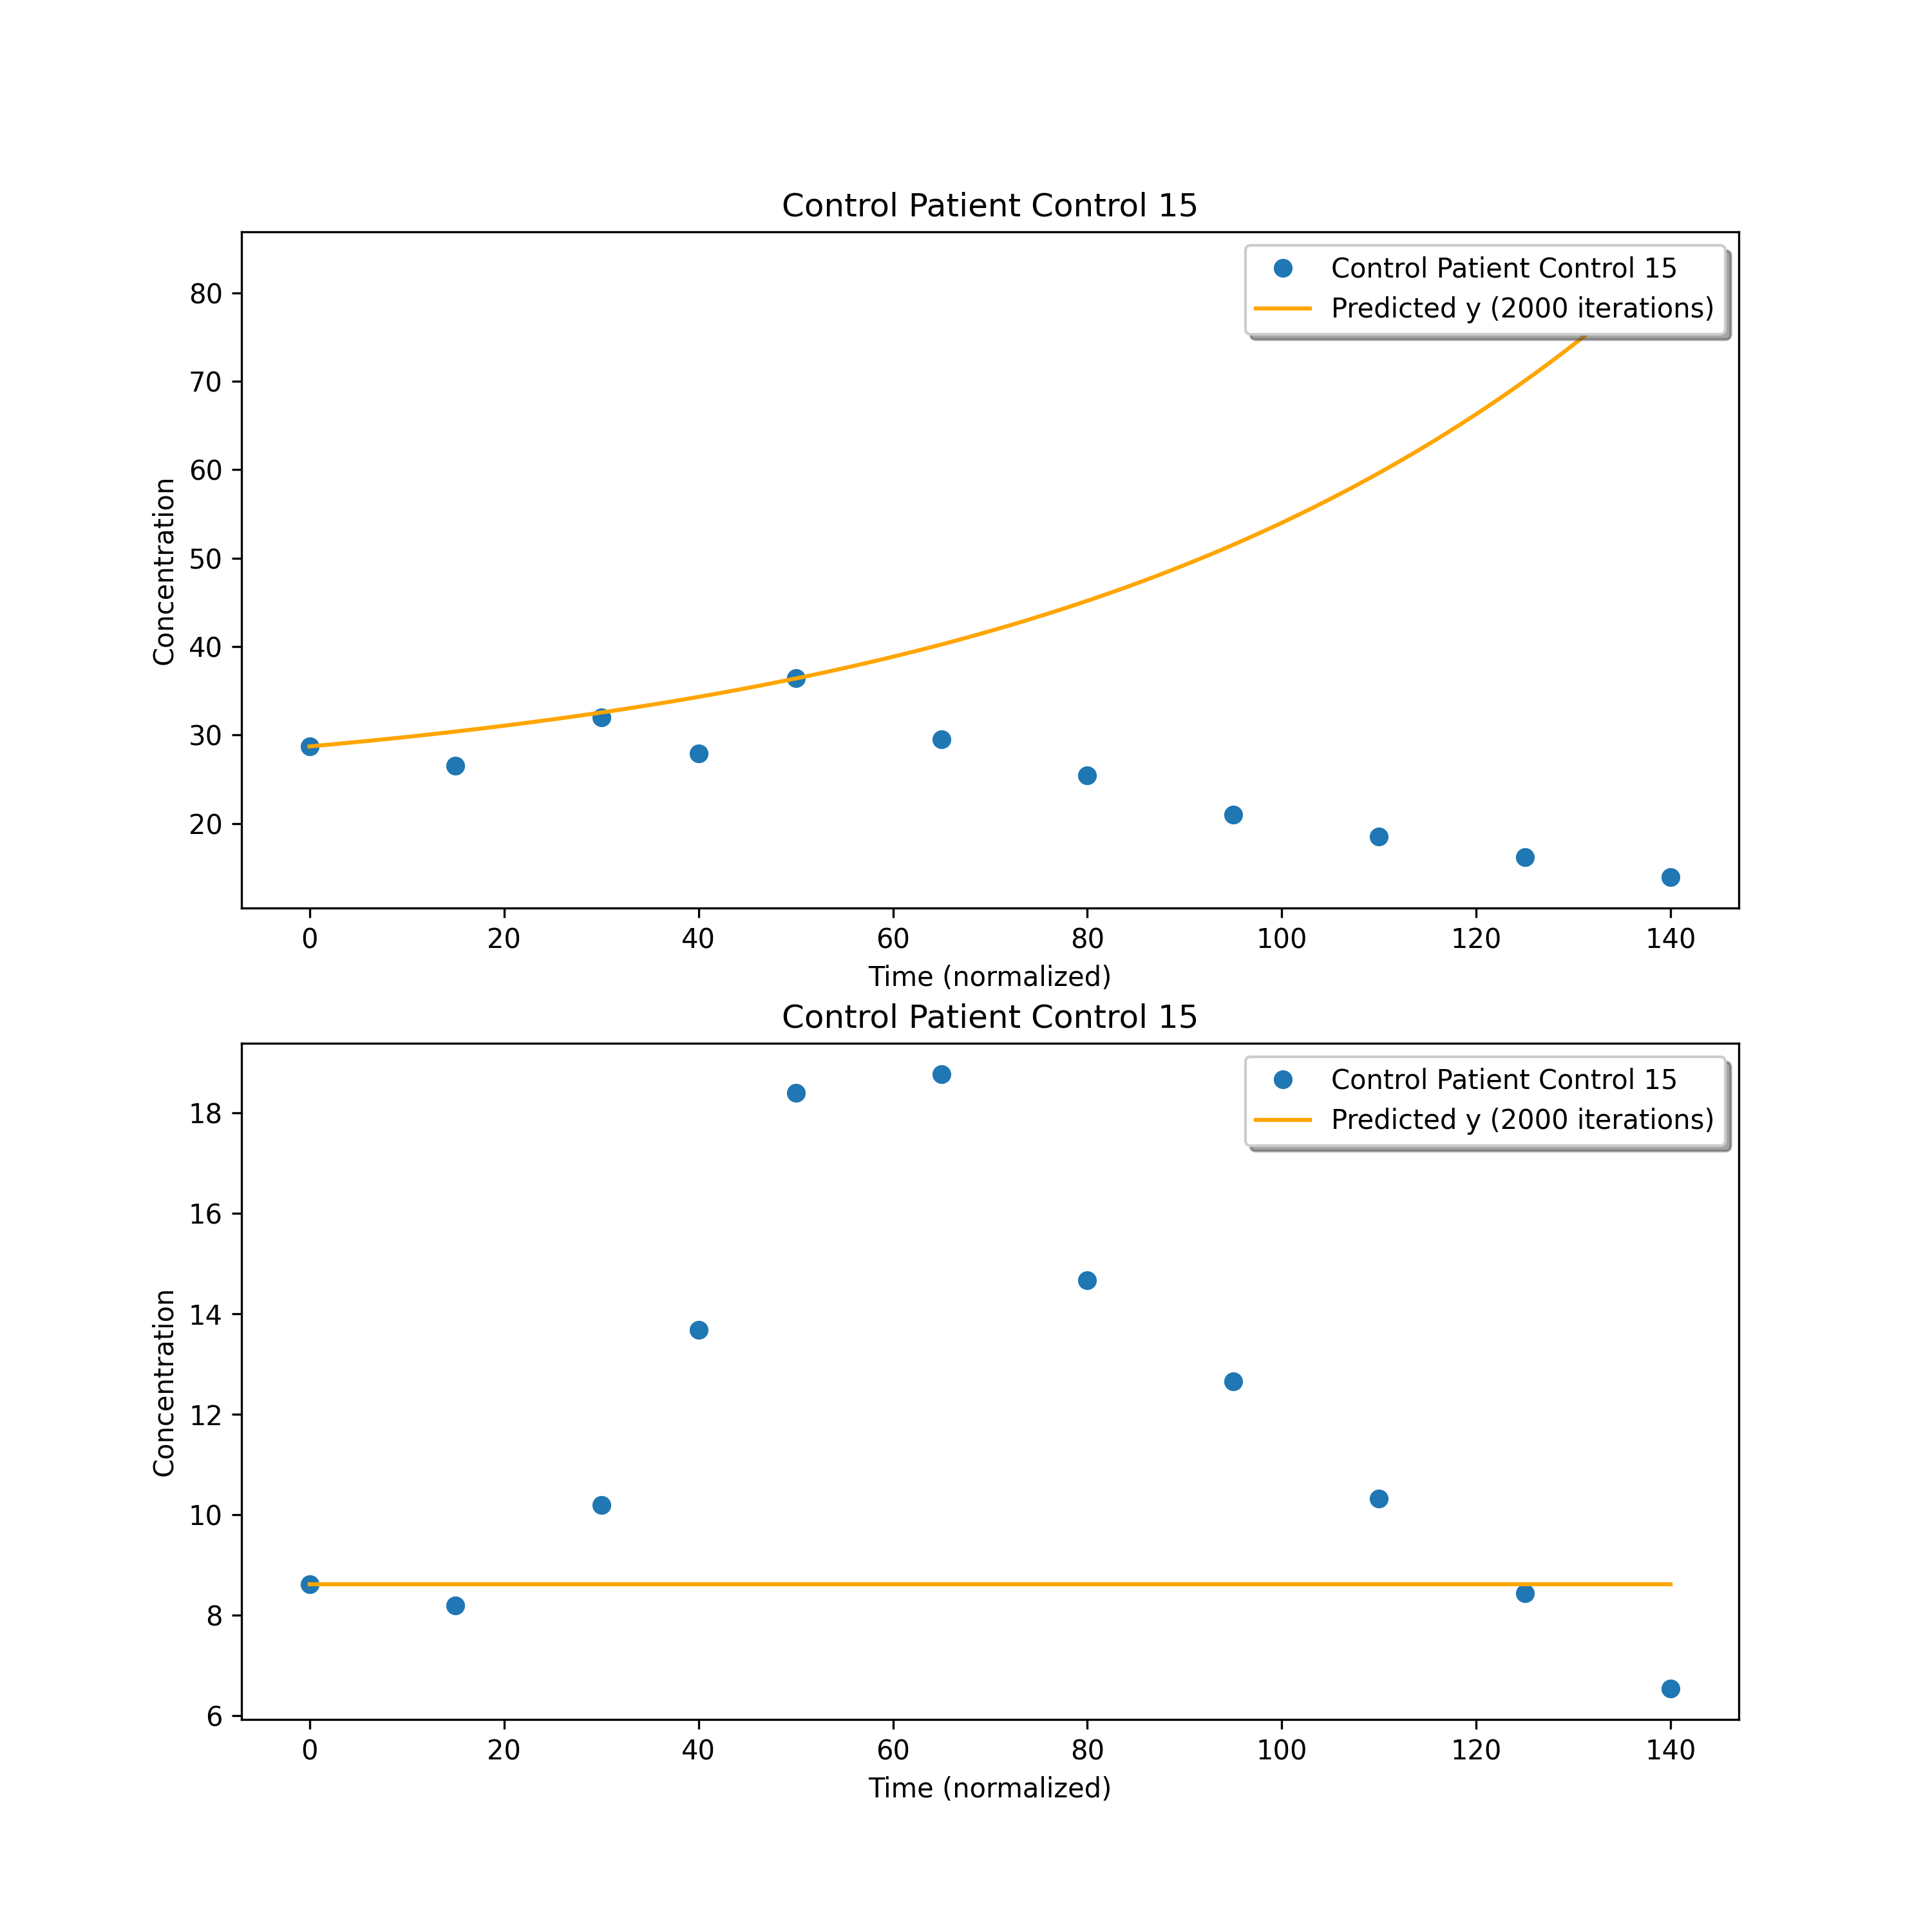 Control Patient Control 15
Control Patient Control 15
Predicted y (2000 iterations)
80
70
60
50
40
30
20
Concentration
0 20 40 60 80 100 120 140
Time (normalized)
Control Patient Control 15
Control Patient Control 15
Predicted y (2000 iterations)
18
16
14
12
10
8
6
Concentration
0 20 40 60 80 100 120 140
Time (normalized)